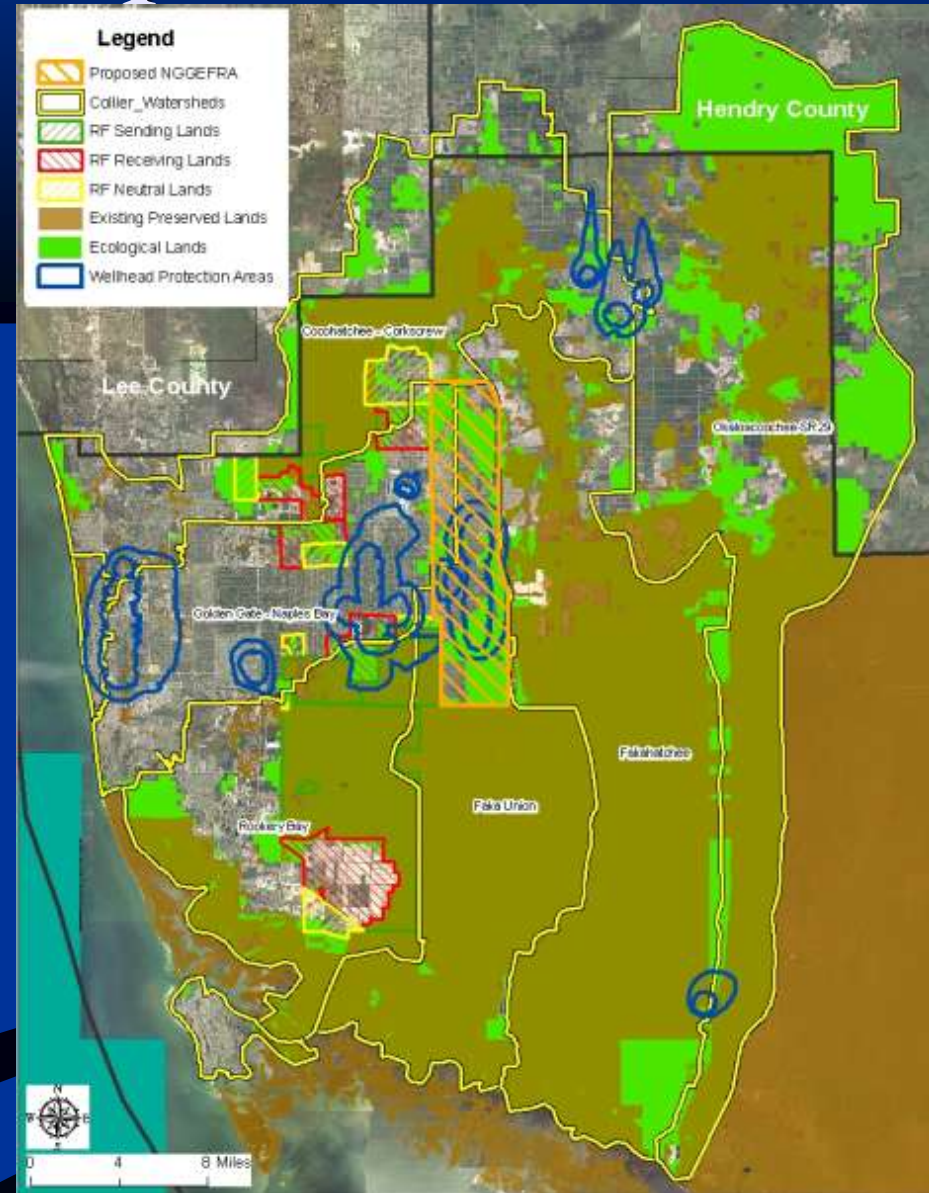 Legend
Proposed NGGEFRA
Collier_Watersheds
RF Sending Lands
RF Receiving Lands
RF Neutral Lands
Existing Preserved Lands
Ecological Lands
Wellhead Protection Areas
Hendry County
Cocohatchee - Corkscrew
Lee County
Okaloacoochee-SR29
Golden Gate - Naples Bay
Fakahatchee
Faka Union
Rookery Bay
N
W E
S
0 4 8 Miles